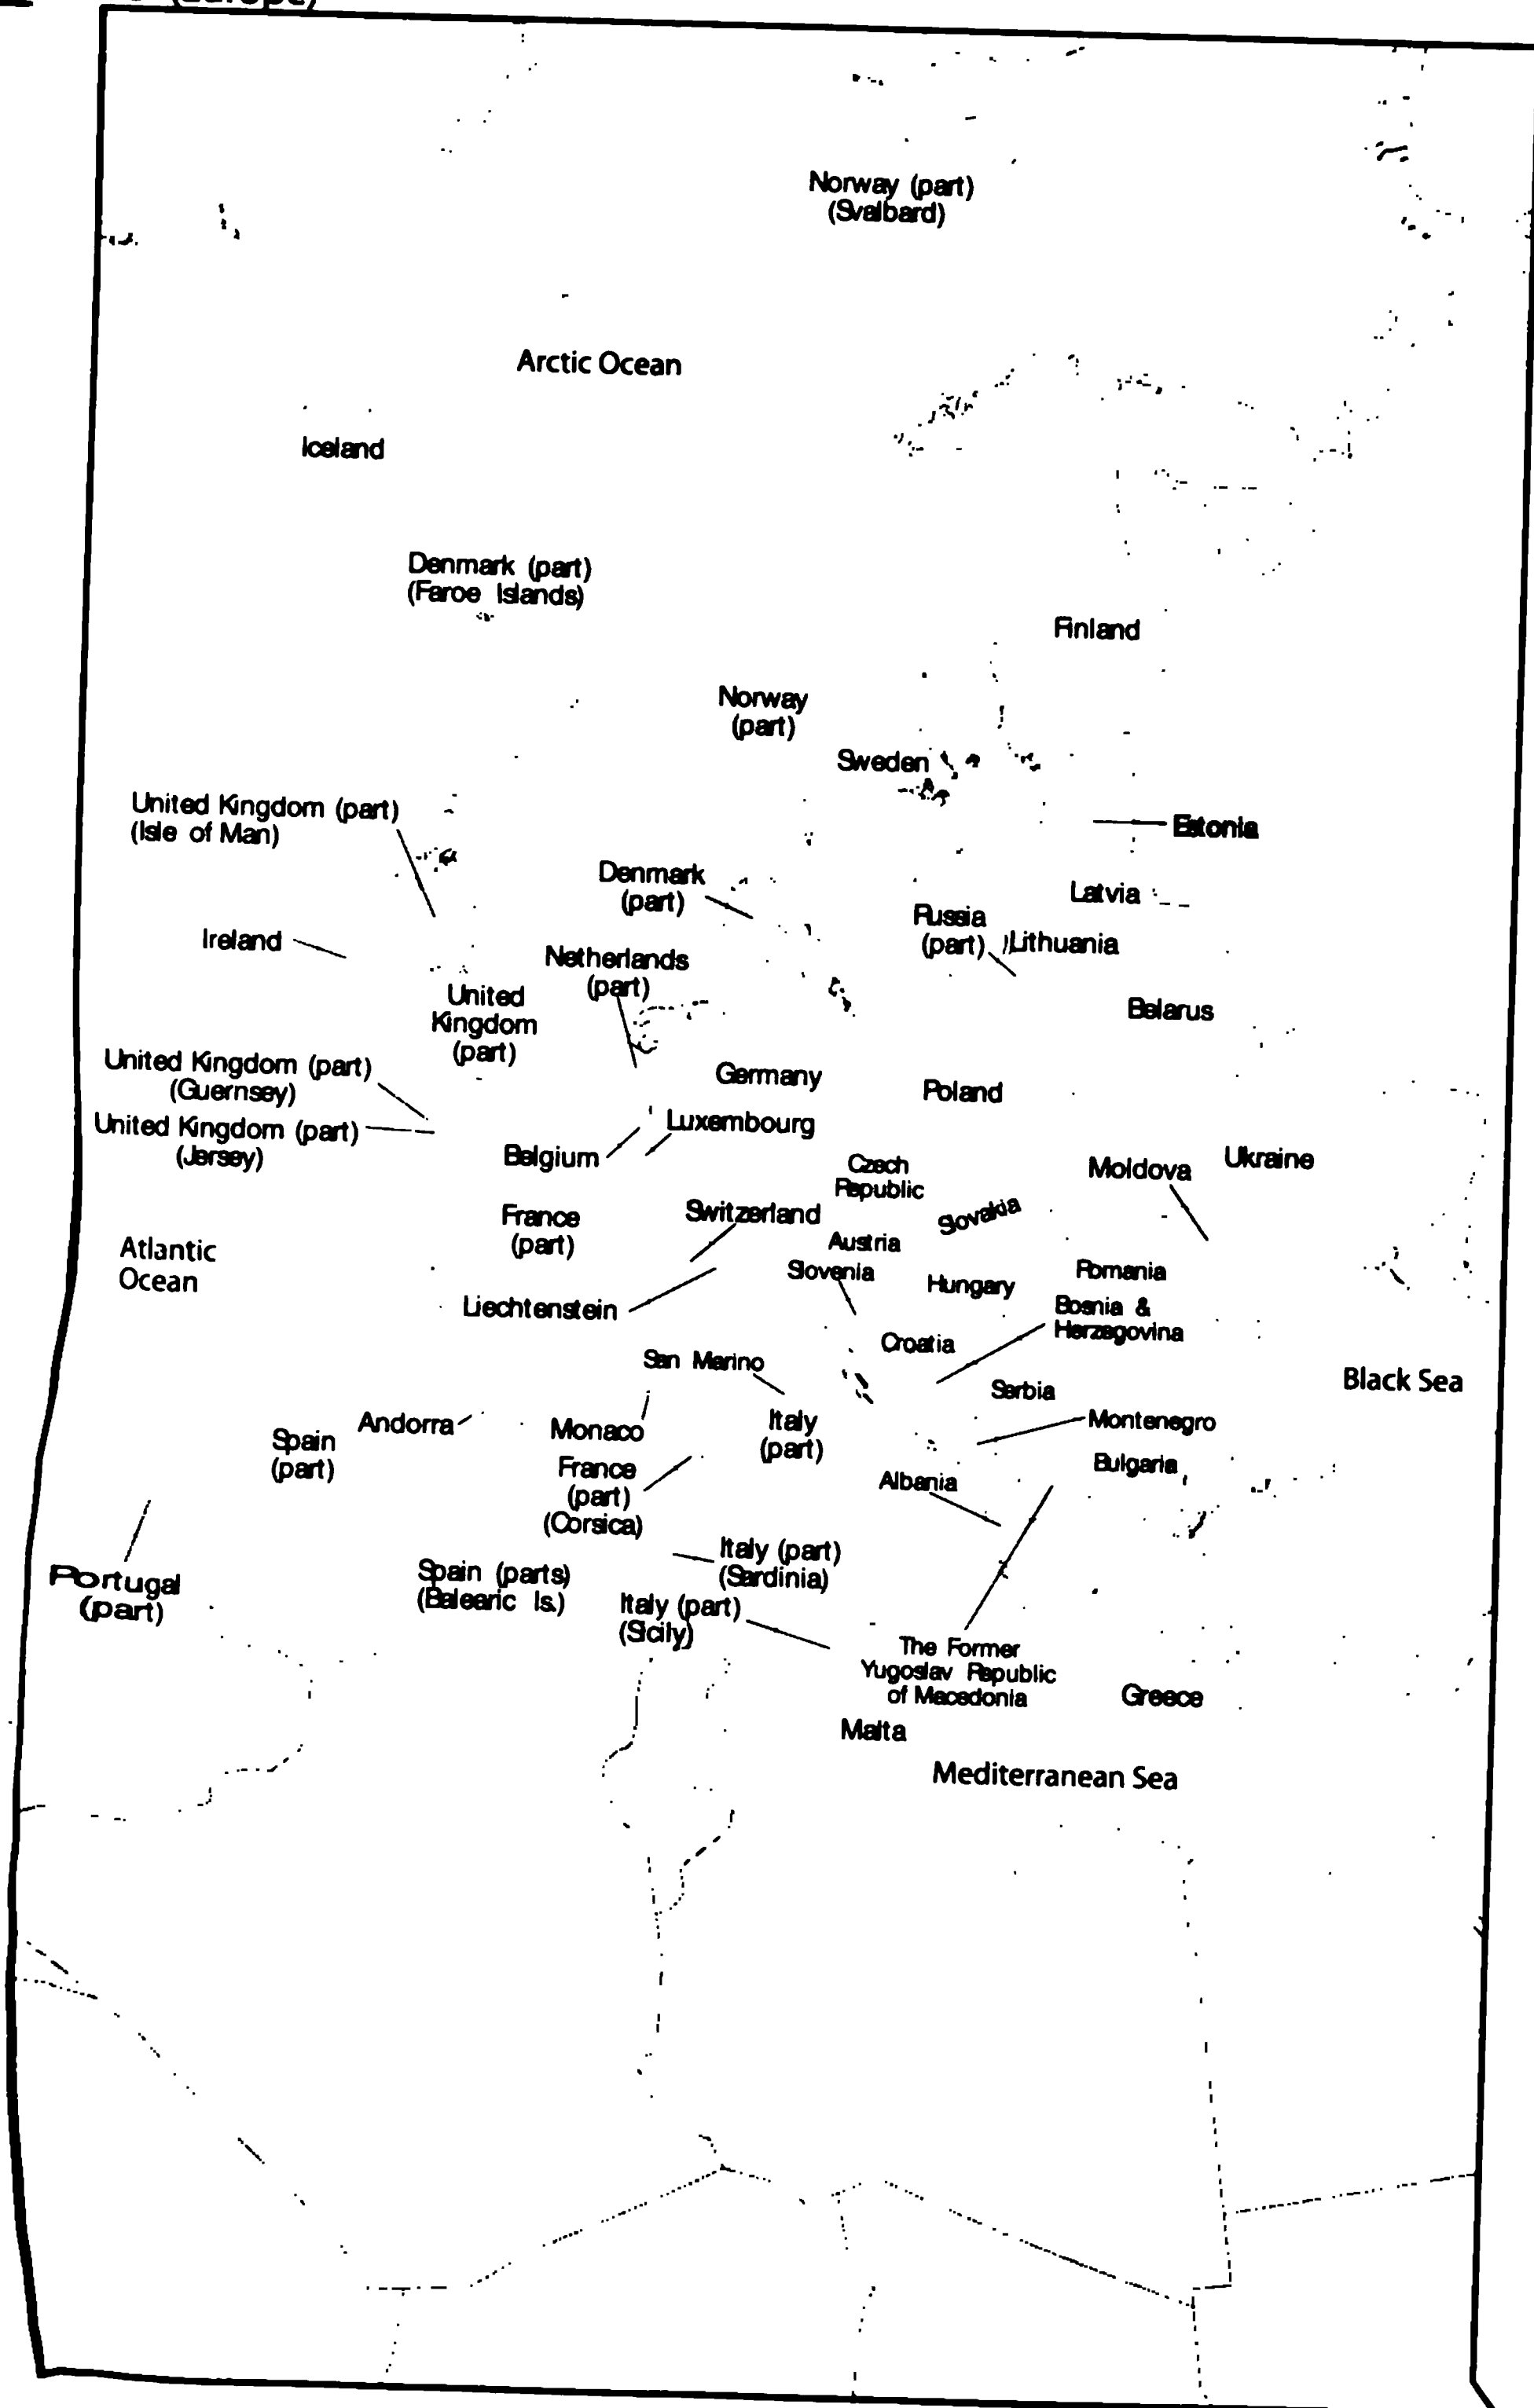 (Europe)
Norway (part)
(Svalbard)
Arctic Ocean
Iceland
Denmark (part)
(Faroe Islands)
Finland
Norway
(part)
Sweden
United Kingdom (part)
(Isle of Man)
Estonia
Denmark
(part)
Latvia
Russia
(part)
Lithuania
Ireland
Netherlands
(part)
United
Kingdom
(part)
Belarus
United Kingdom (part)
(Guernsey)
Germany
Poland
United Kingdom (part)
(Jersey)
Luxembourg
Belgium
Czech
Republic
Moldova
Ukraine
France
(part)
Switzerland
Slovakia
Atlantic
Ocean
Austria
Slovenia
Hungary
Romania
Liechtenstein
Bosnia &
Herzegovina
Croatia
San Marino
Black Sea
Serbia
Andorra
Monaco
Italy
(part)
Montenegro
Spain
(part)
Bulgaria
France
(part)
(Corsica)
Albania
Italy (part)
(Sardinia)
Portugal
(part)
Spain (parts)
(Balearic Is.)
Italy (part)
(Sicily)
The Former
Yugoslav Republic
of Macedonia
Greece
Malta
Mediterranean Sea